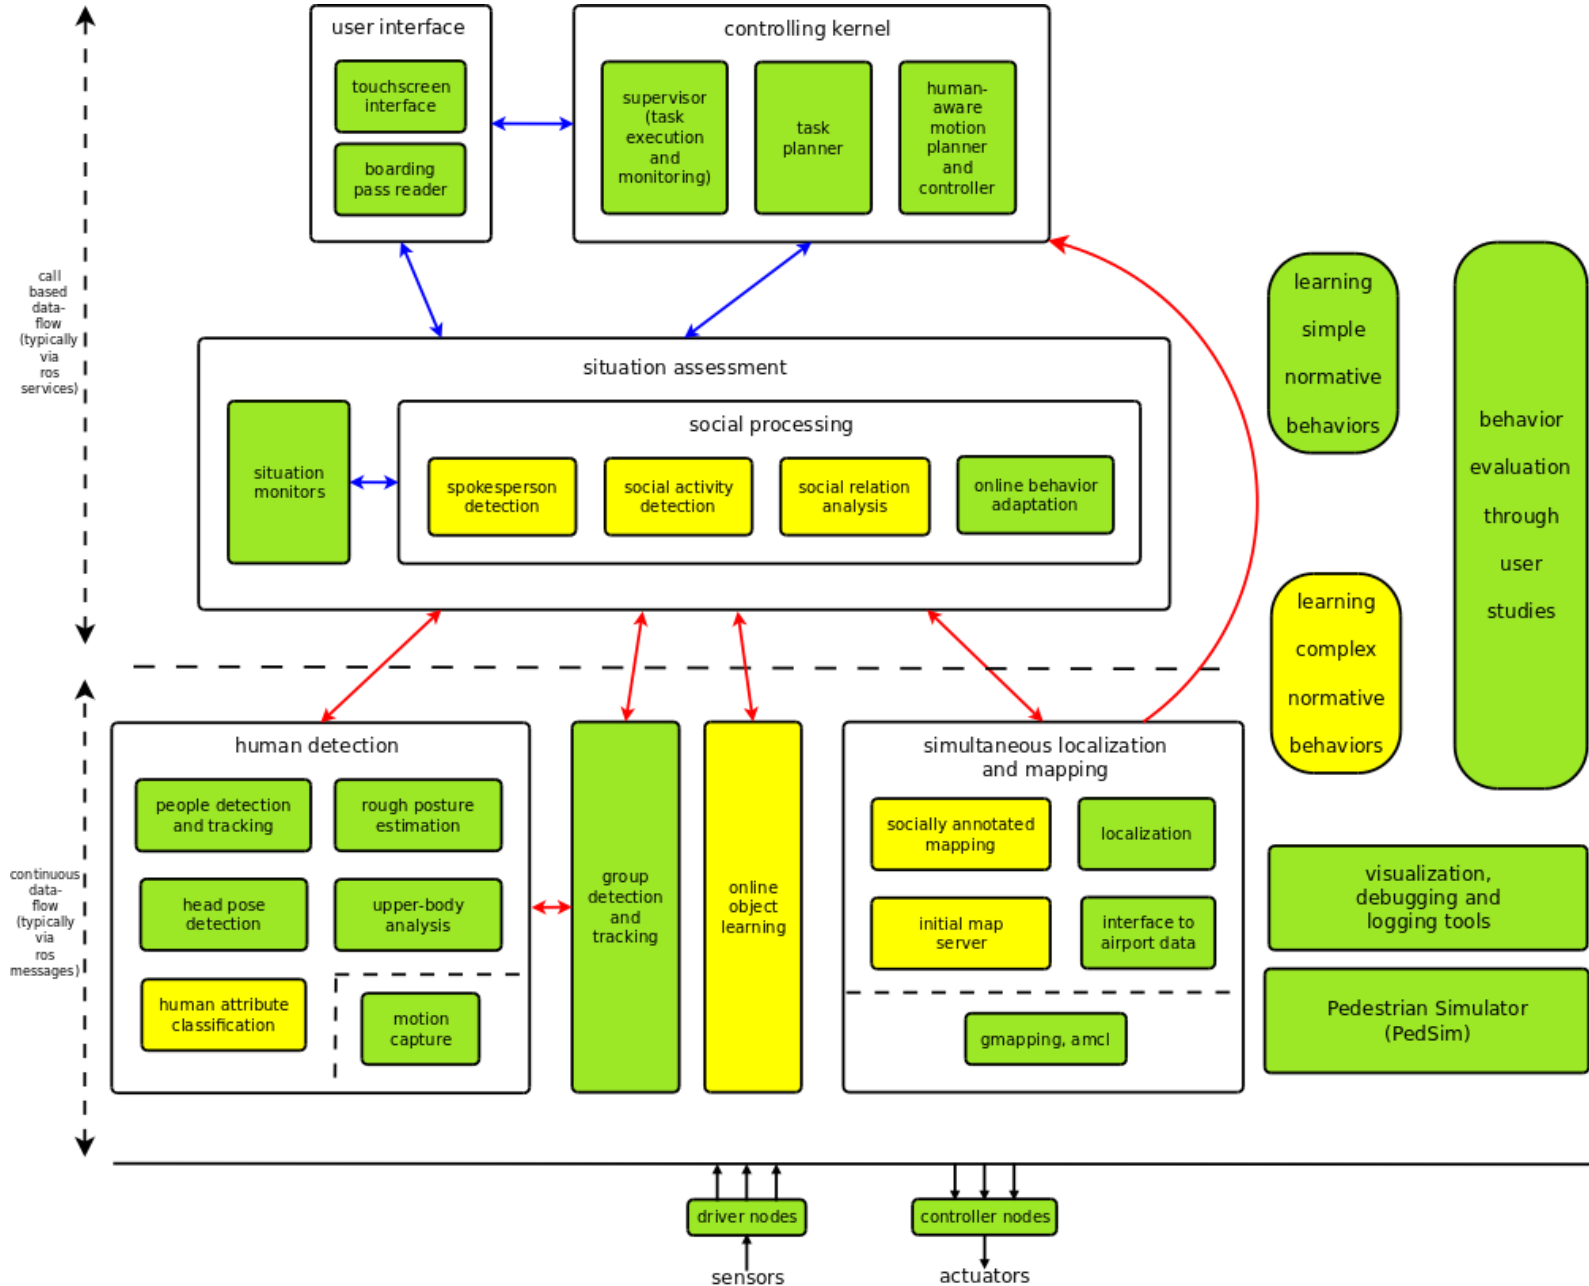 user interface
touchscreen
interface
boarding
pass reader
controlling kernel
supervisor
(task
execution
and
monitoring)
task
planner
human-
aware
motion
planner
and
controller
call
based
data-
flow
(typically
via
ros
services)
situation assessment
situation
monitors
social processing
spokesperson
detection
social activity
detection
social relation
analysis
online behavior
adaptation
learning
simple
normative
behaviors
learning
complex
normative
behaviors
behavior
evaluation
through
user
studies
continuous
data-
flow
(typically
via
ros
messages)
human detection
people detection
and tracking
rough posture
estimation
head pose
detection
upper-body
analysis
human attribute
classification
motion
capture
group
detection
and
tracking
online
object
learning
simultaneous localization
and mapping
socially annotated
mapping
localization
initial map
server
interface to
airport data
gmapping, amcl
visualization,
debugging and
logging tools
Pedestrian Simulator
(PedSim)
driver nodes
sensors
controller nodes
actuators